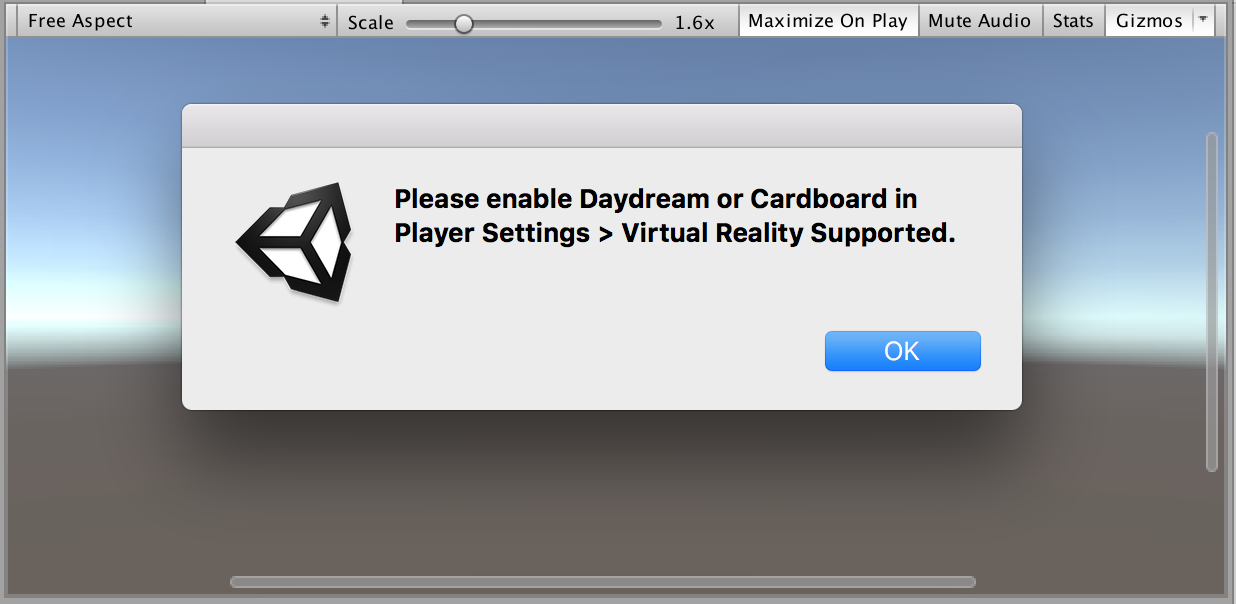 Free Aspect
Scale 1.6x
Maximize On Play
Mute Audio
Stats
Gizmos
Please enable Daydream or Cardboard in
Player Settings > Virtual Reality Supported.
OK